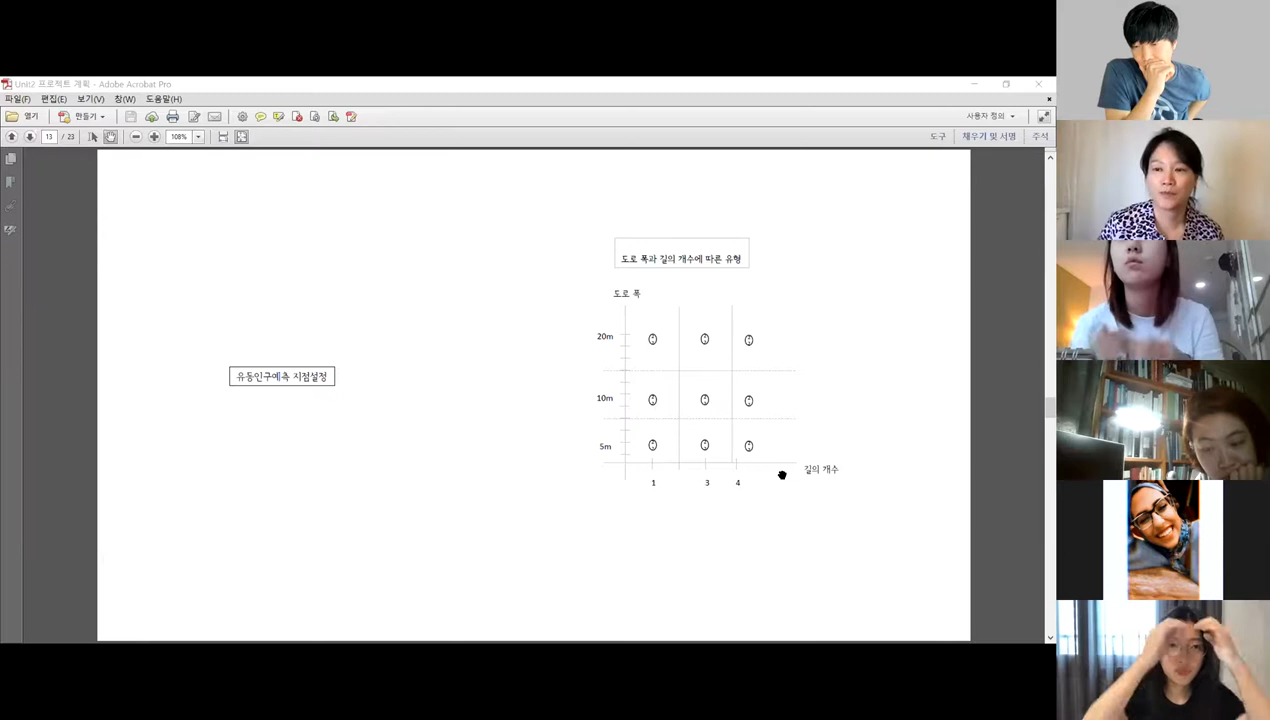 Unit2 프로젝트 계획 - Adobe Acrobat Pro
파일(F) 편집(E) 보기(V) 창(W) 도움말(H)
열기 만들기 사용자 정의
13 / 23 108% 도구 채우기 및 서명 주석
도로 폭과 길의 개수에 따른 유형
도로 폭
20m
유동인구예측 지점설정
10m
5m
길의 개수
1 3 4